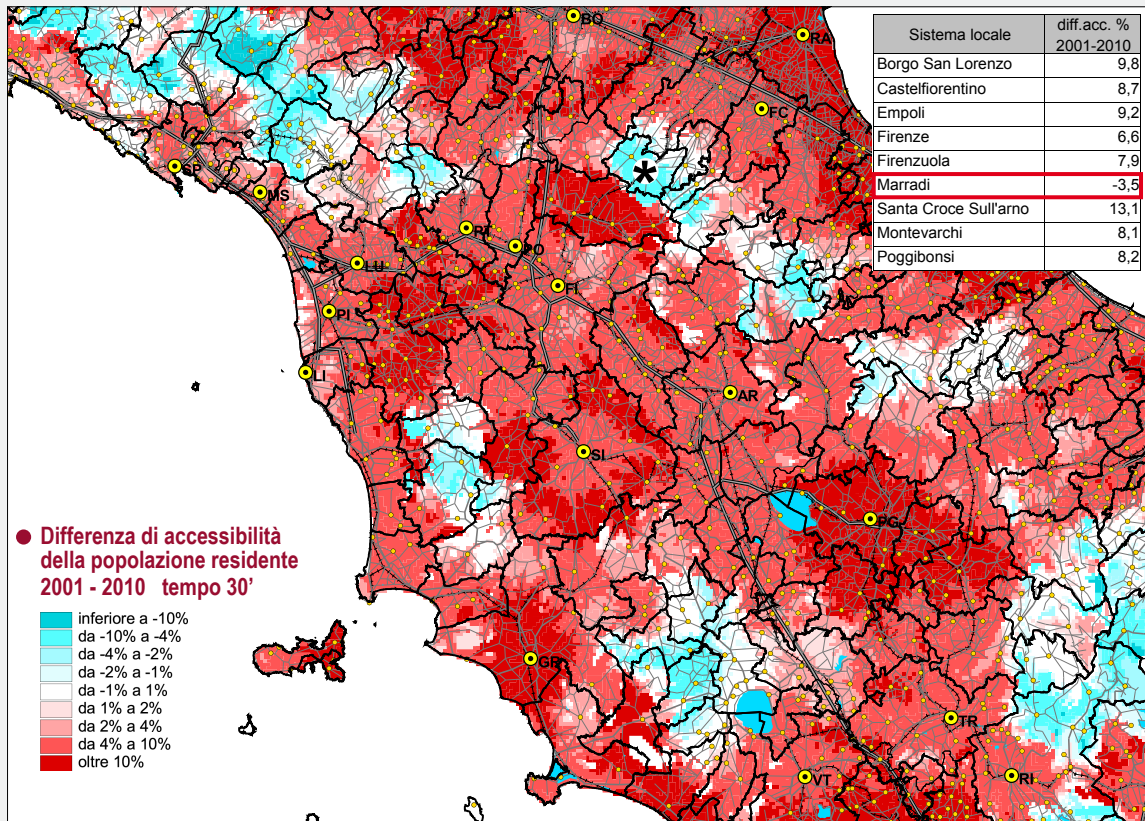 Sistema locale diff.acc. % 2001-2010
Borgo San Lorenzo 9,8
Castelfiorentino 8,7
Empoli 9,2
Firenze 6,6
Firenzuola 7,9
Marradi -3,5
Santa Croce Sull'arno 13,1
Montevarchi 8,1
Poggibonsi 8,2
BO
RA
FC
*
SP
MS
PT
PO
LU
FI
PI
LI
AR
SI
PG
GR
TR
VT
RI
Differenza di accessibilità
della popolazione residente
2001 - 2010 tempo 30'
inferiore a -10%
da -10% a -4%
da -4% a -2%
da -2% a -1%
da -1% a 1%
da 1% a 2%
da 2% a 4%
da 4% a 10%
oltre 10%